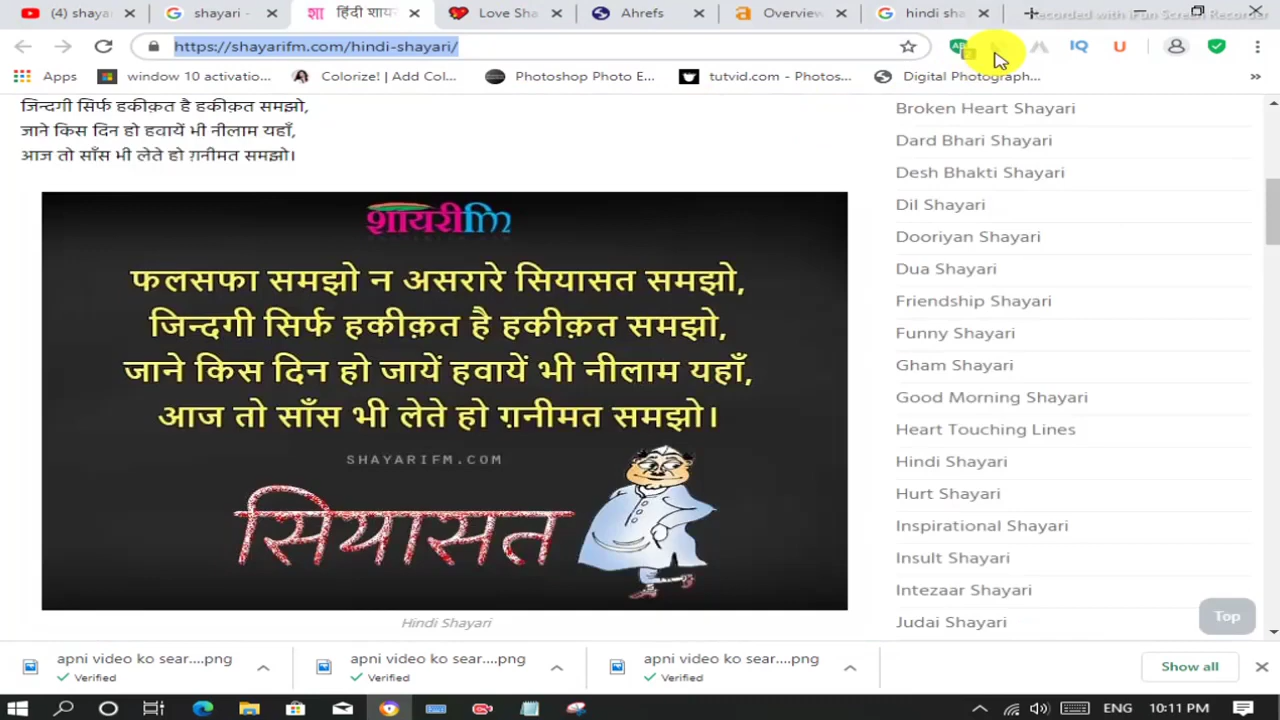 (4) shaya
shayari -
हिंदी शाय
Love Sha
Ahrefs
Overview
hindi sha
Recorded with iFun Screen Recorder
https://shayarifm.com/hindi-shayari/
Apps
window 10 activatio...
Colorize! | Add Col...
Photoshop Photo E...
tutvid.com - Photos...
Digital Photograph...
जिन्दगी सिर्फ हकीक़त है हकीक़त समझो,
जाने किस दिन हो हवायें भी नीलाम यहाँ,
आज तो साँस भी लेते हो ग़नीमत समझो।
शायरीfm
फलसफा समझो न असरारे सियासत समझो,
जिन्दगी सिर्फ हकीक़त है हकीक़त समझो,
जाने किस दिन हो जायें हवायें भी नीलाम यहाँ,
आज तो साँस भी लेते हो ग़नीमत समझो।
SHAYARIFM.COM
सियासत
Hindi Shayari
Broken Heart Shayari
Dard Bhari Shayari
Desh Bhakti Shayari
Dil Shayari
Dooriyan Shayari
Dua Shayari
Friendship Shayari
Funny Shayari
Gham Shayari
Good Morning Shayari
Heart Touching Lines
Hindi Shayari
Hurt Shayari
Inspirational Shayari
Insult Shayari
Intezaar Shayari
Judai Shayari
Top
apni video ko sear....png
Verified
apni video ko sear....png
Verified
apni video ko sear....png
Verified
Show all
ENG
10:11 PM